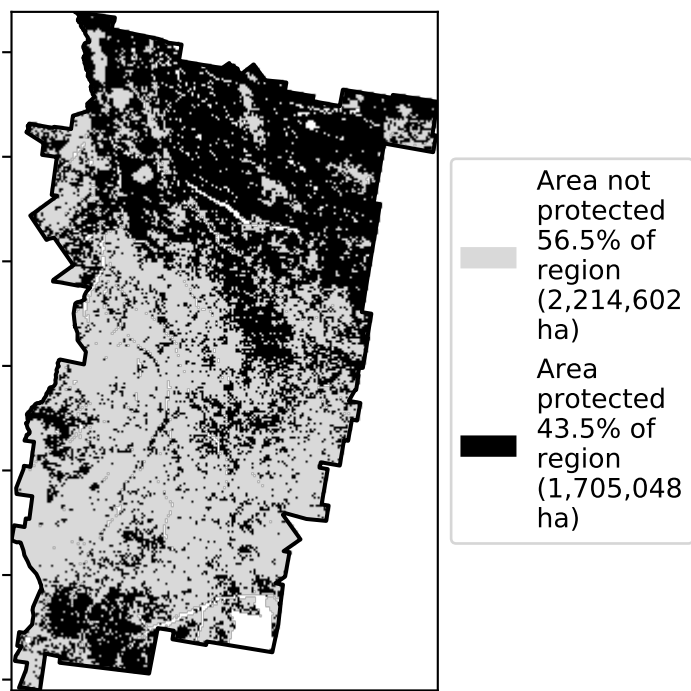 Area not
protected
56.5% of
region
(2,214,602
ha)
Area
protected
43.5% of
region
(1,705,048
ha)